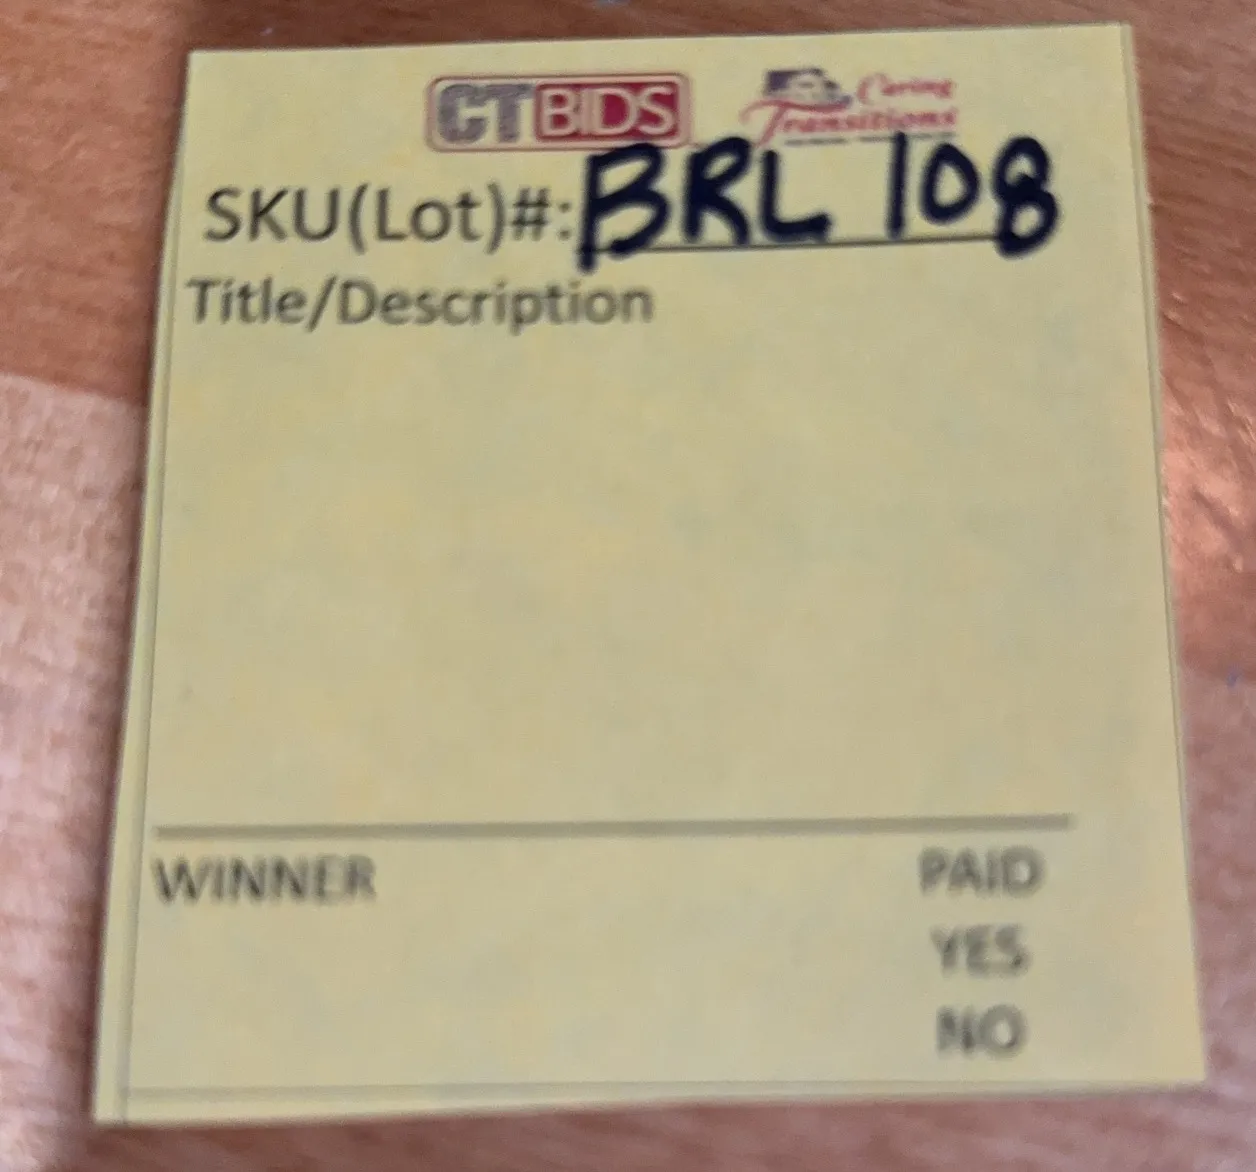 CTBIDS Caring
Transitions
SKU(Lot)#: BRL 108
Title/Description
WINNER PAID
YES
NO